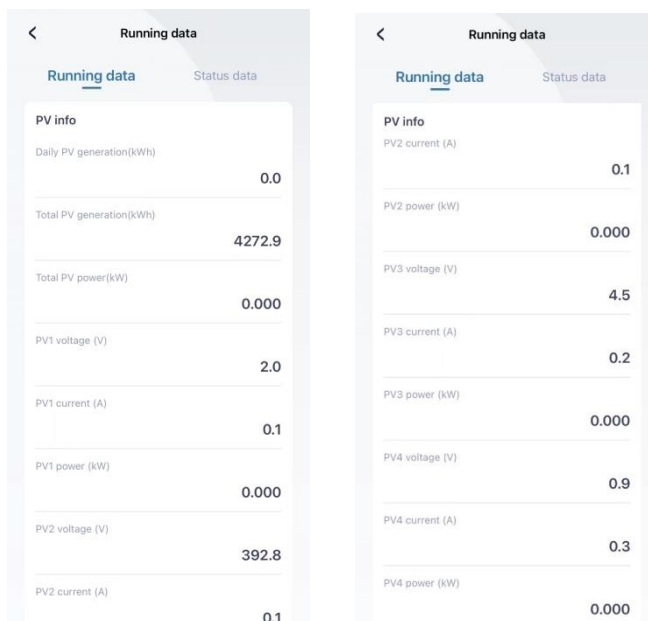 Running data
Running data Status data
PV info
Daily PV generation(kWh)
0.0
Total PV generation(kWh)
4272.9
Total PV power(kW)
0.000
PV1 voltage (V)
2.0
PV1 current (A)
0.1
PV1 power (kW)
0.000
PV2 voltage (V)
392.8
PV2 current (A)
0.1
Running data
Running data Status data
PV info
PV2 current (A)
0.1
PV2 power (kW)
0.000
PV3 voltage (V)
4.5
PV3 current (A)
0.2
PV3 power (kW)
0.000
PV4 voltage (V)
0.9
PV4 current (A)
0.3
PV4 power (kW)
0.000